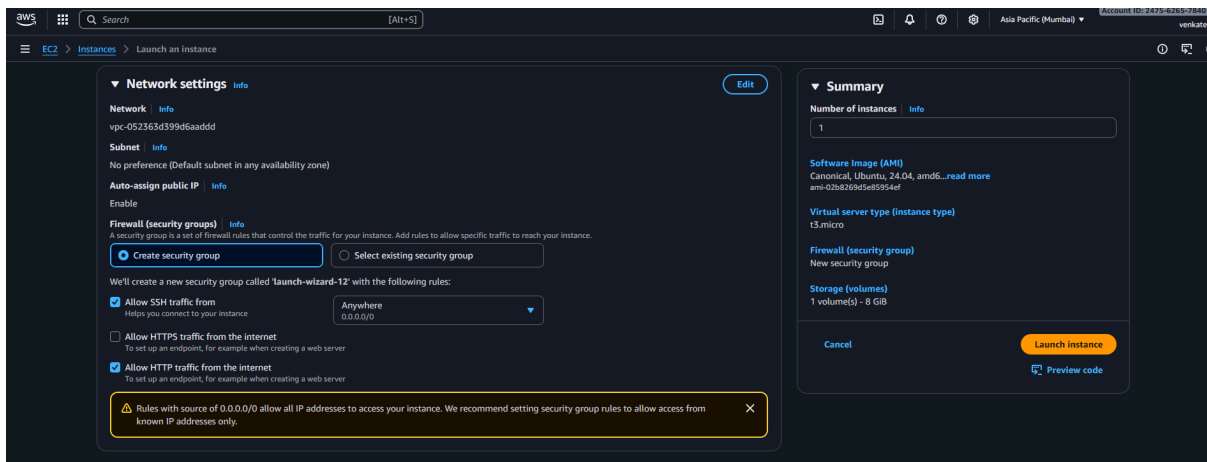 aws
Search
[Alt+S]
Asia Pacific (Mumbai)
Account ID: 2475-6265-7840
venkate
EC2 > Instances > Launch an instance
Network settings Info
Edit
Network Info
vpc-052363d399d6aaddd
Subnet Info
No preference (Default subnet in any availability zone)
Auto-assign public IP Info
Enable
Firewall (security groups) Info
A security group is a set of firewall rules that control the traffic for your instance. Add rules to allow specific traffic to reach your instance.
Create security group
Select existing security group
We'll create a new security group called 'launch-wizard-12' with the following rules:
Allow SSH traffic from
Helps you connect to your instance
Anywhere
0.0.0.0/0
Allow HTTPS traffic from the internet
To set up an endpoint, for example when creating a web server
Allow HTTP traffic from the internet
To set up an endpoint, for example when creating a web server
Rules with source of 0.0.0.0/0 allow all IP addresses to access your instance. We recommend setting security group rules to allow access from
known IP addresses only.
Summary
Number of instances Info
1
Software Image (AMI)
Canonical, Ubuntu, 24.04, amd6...read more
ami-02b8269d5e85954ef
Virtual server type (instance type)
t3.micro
Firewall (security group)
New security group
Storage (volumes)
1 volume(s) - 8 GiB
Cancel
Launch instance
Preview code